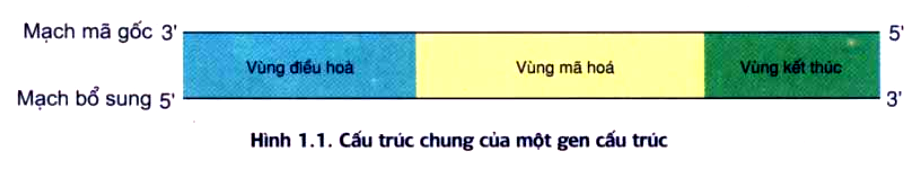 Mạch mã gốc 3' 5'
Vùng điều hoà Vùng mã hoá Vùng kết thúc
Mạch bổ sung 5' 3'
Hình 1.1. Cấu trúc chung của một gen cấu trúc